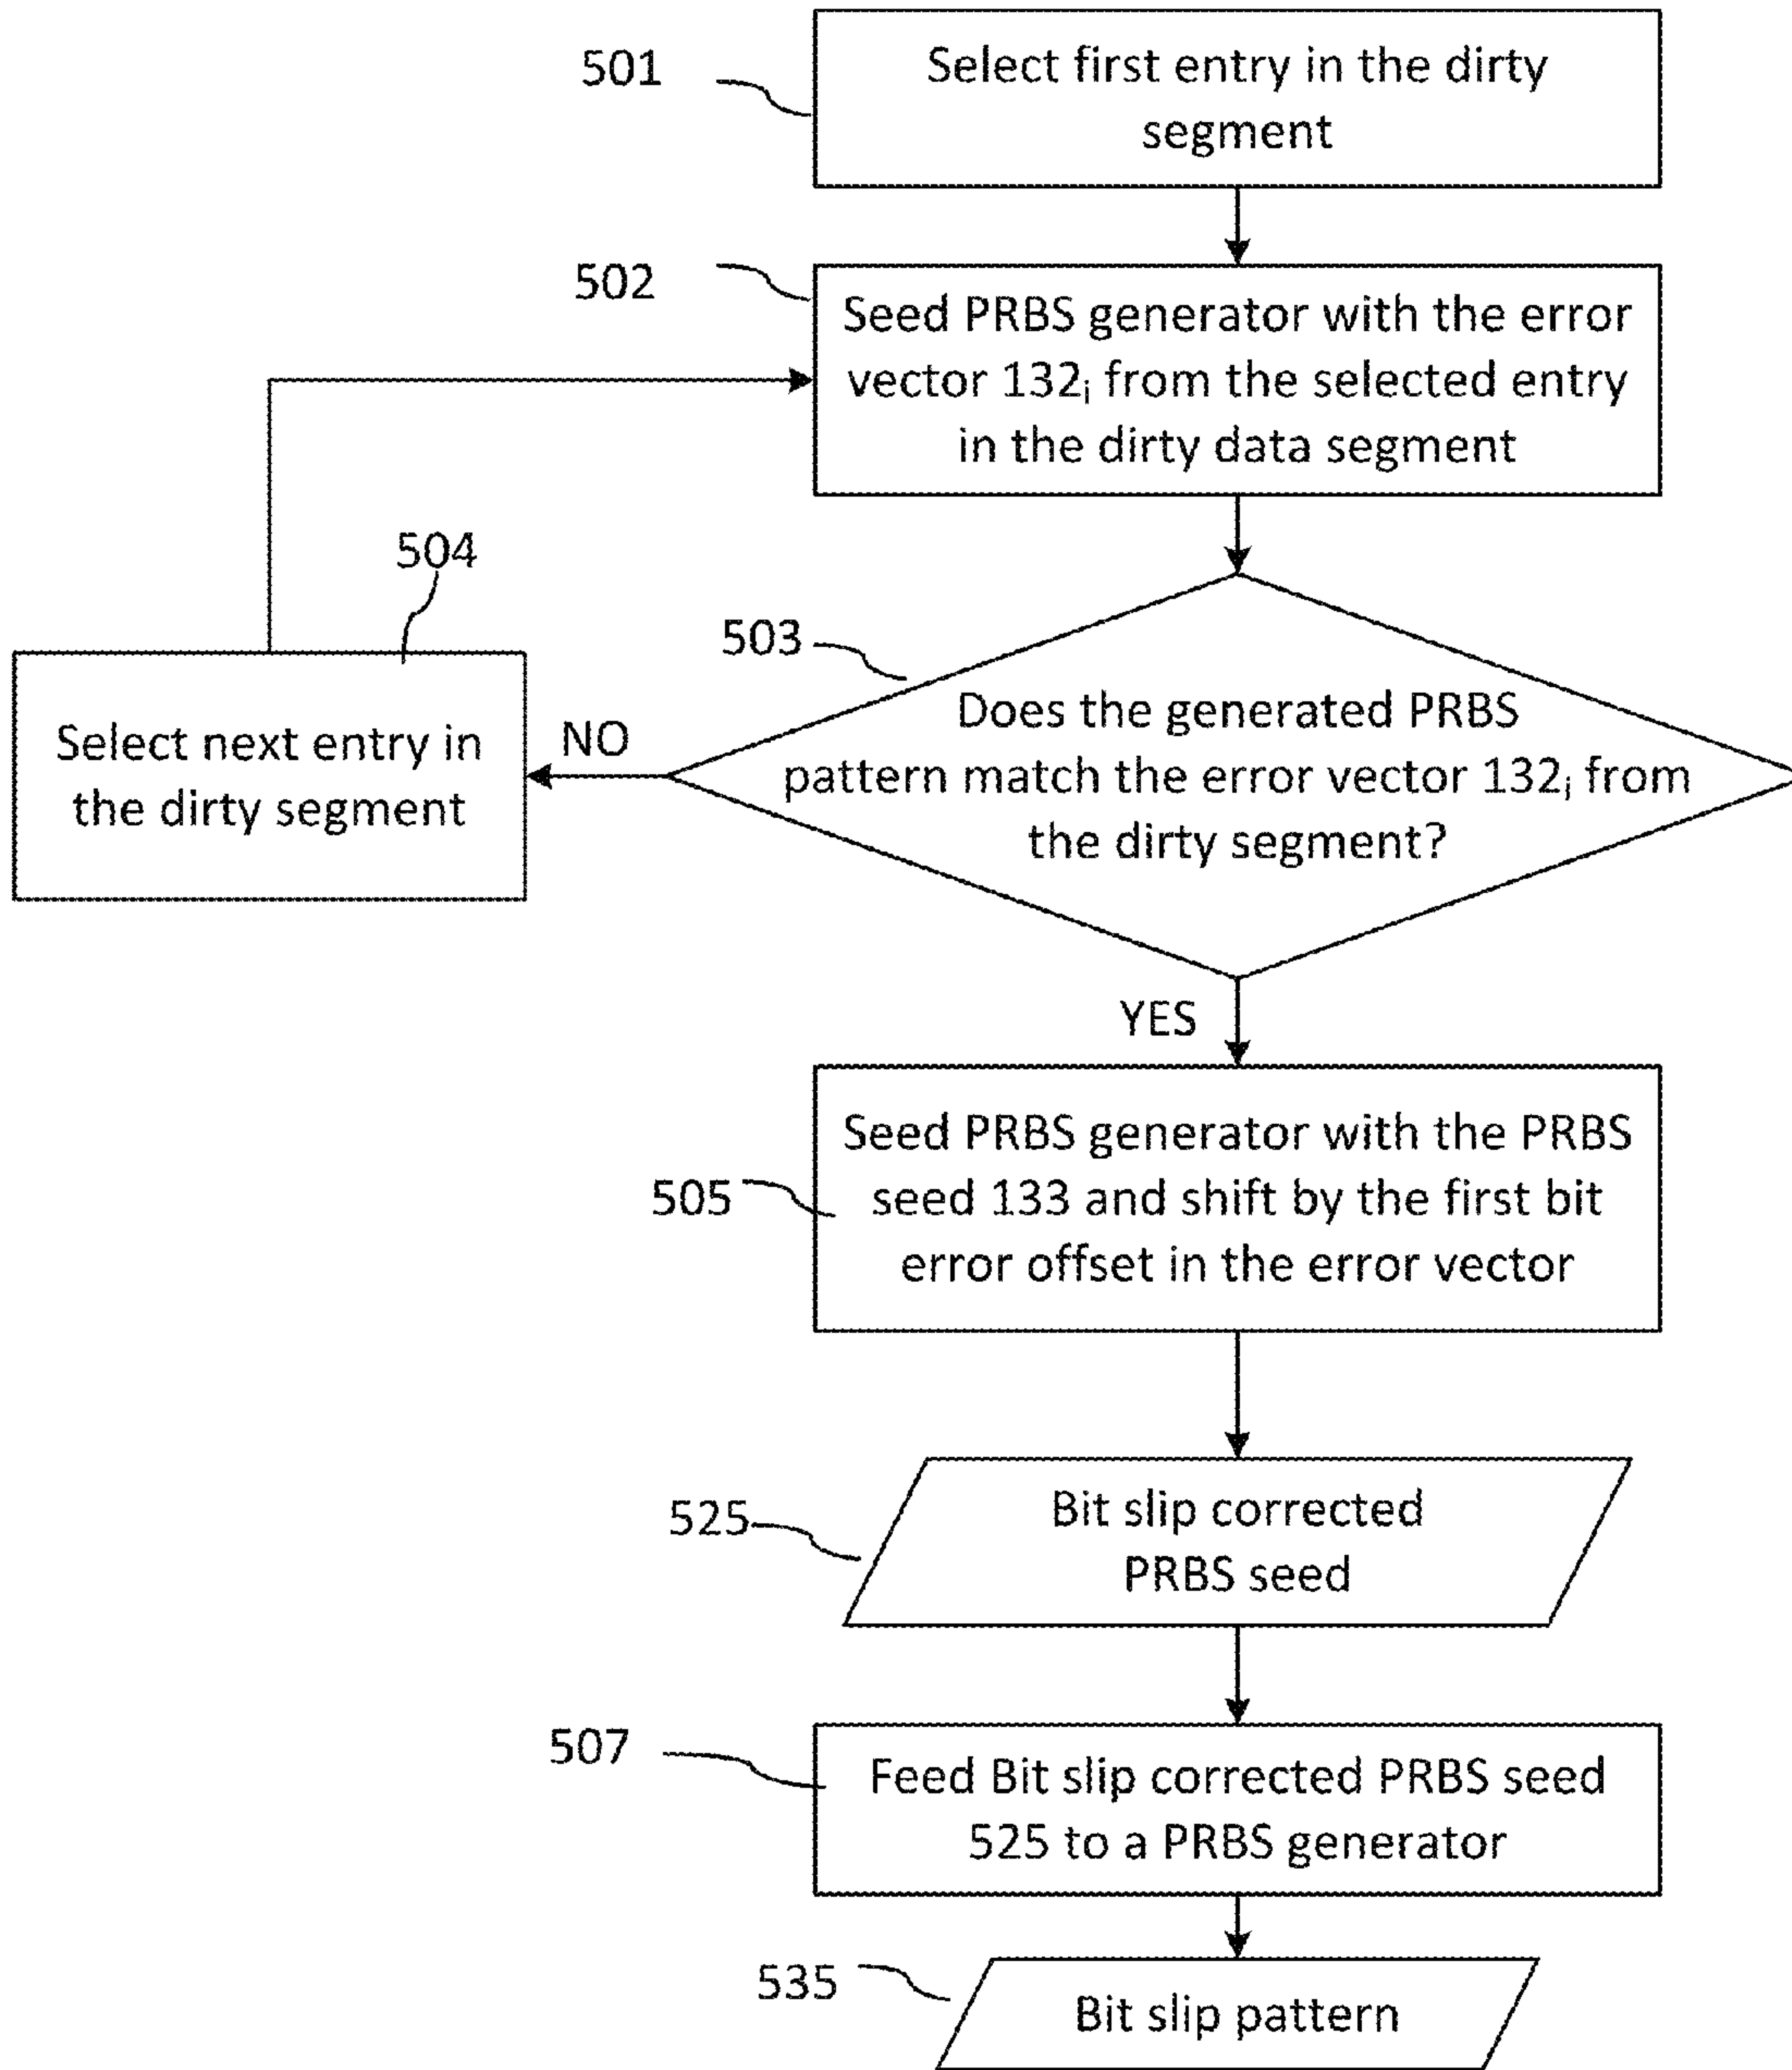 501
Select first entry in the dirty
segment
502
Seed PRBS generator with the error
vector 132ᵢ from the selected entry
in the dirty data segment
504
503
Does the generated PRBS
pattern match the error vector 132ⱼ from
the dirty segment?
NO
Select next entry in
the dirty segment
YES
505
Seed PRBS generator with the PRBS
seed 133 and shift by the first bit
error offset in the error vector
525
Bit slip corrected
PRBS seed
507
Feed Bit slip corrected PRBS seed
525 to a PRBS generator
535
Bit slip pattern